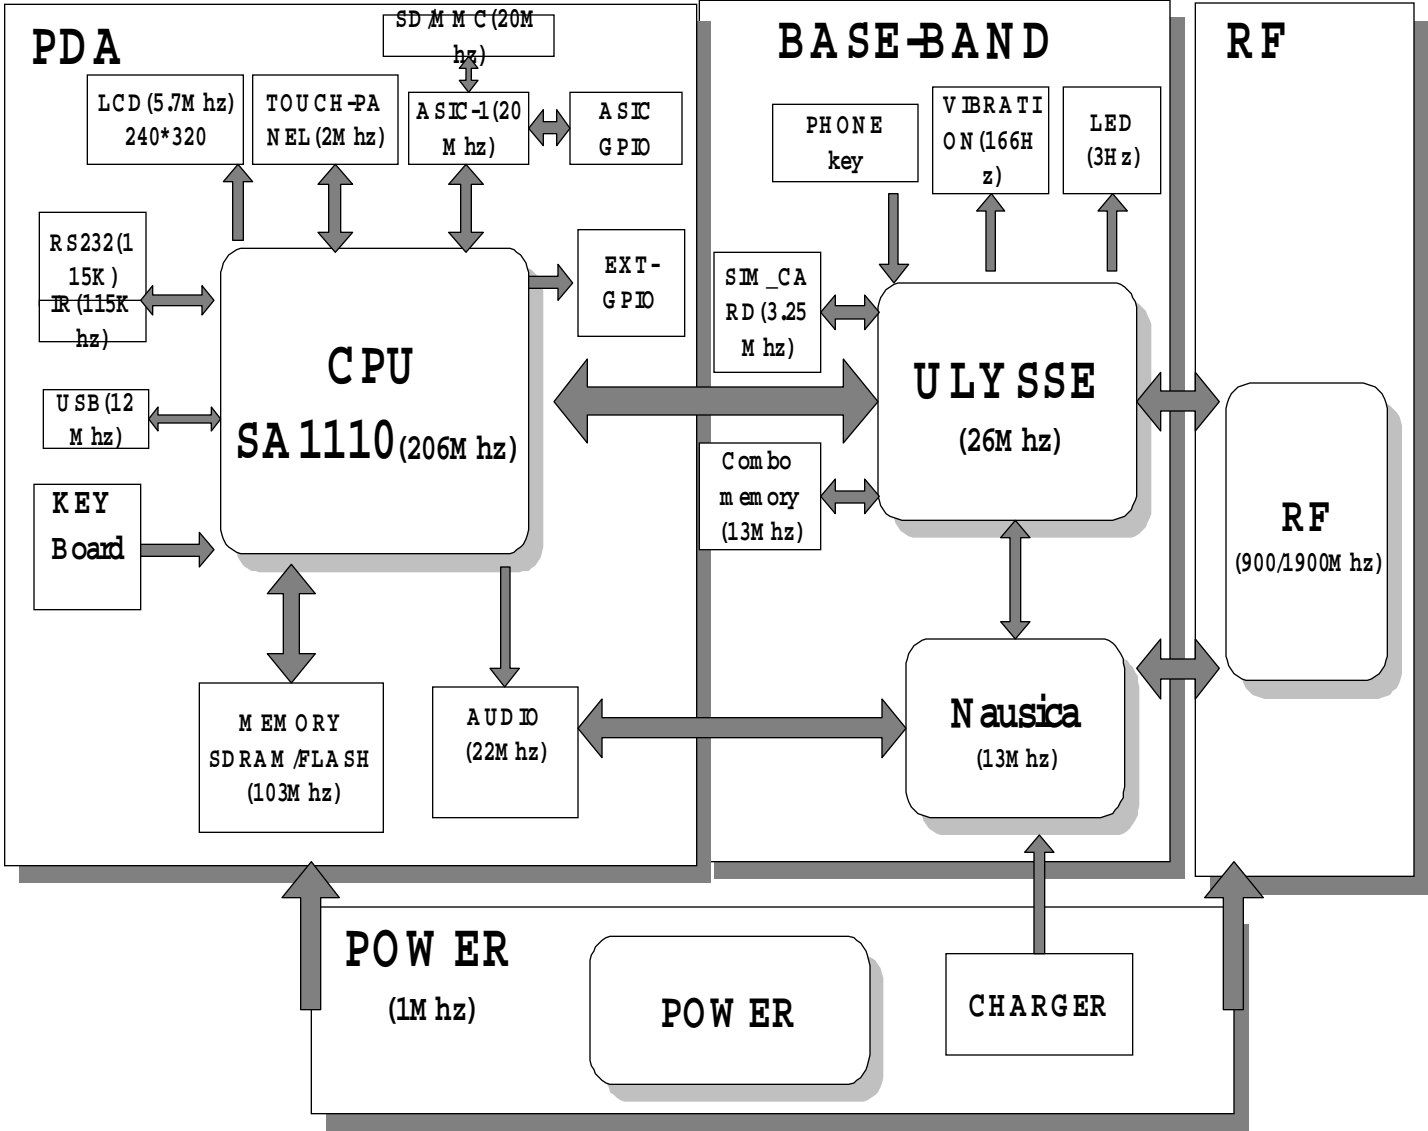 PDA
SD/MMC(20M
hz)
LCD(5.7Mhz)
240*320
TOUCH-PA
NEL(2Mhz)
ASIC-1(20
Mhz)
ASIC
GPIO
RS232(1
15K)
IR(115K
hz)
EXT-
GPIO
CPU
SA1110(206Mhz)
USB(12
Mhz)
KEY
Board
MEMORY
SDRAM/FLASH
(103Mhz)
AUDIO
(22Mhz)
BASE-BAND
PHONE
key
VIBRATI
ON(166H
z)
LED
(3Hz)
SIM_CA
RD(3.25
Mhz)
ULYSSE
(26Mhz)
Combo
memory
(13Mhz)
Nausica
(13Mhz)
RF
RF
(900/1900Mhz)
POWER
(1Mhz)
POWER
CHARGER